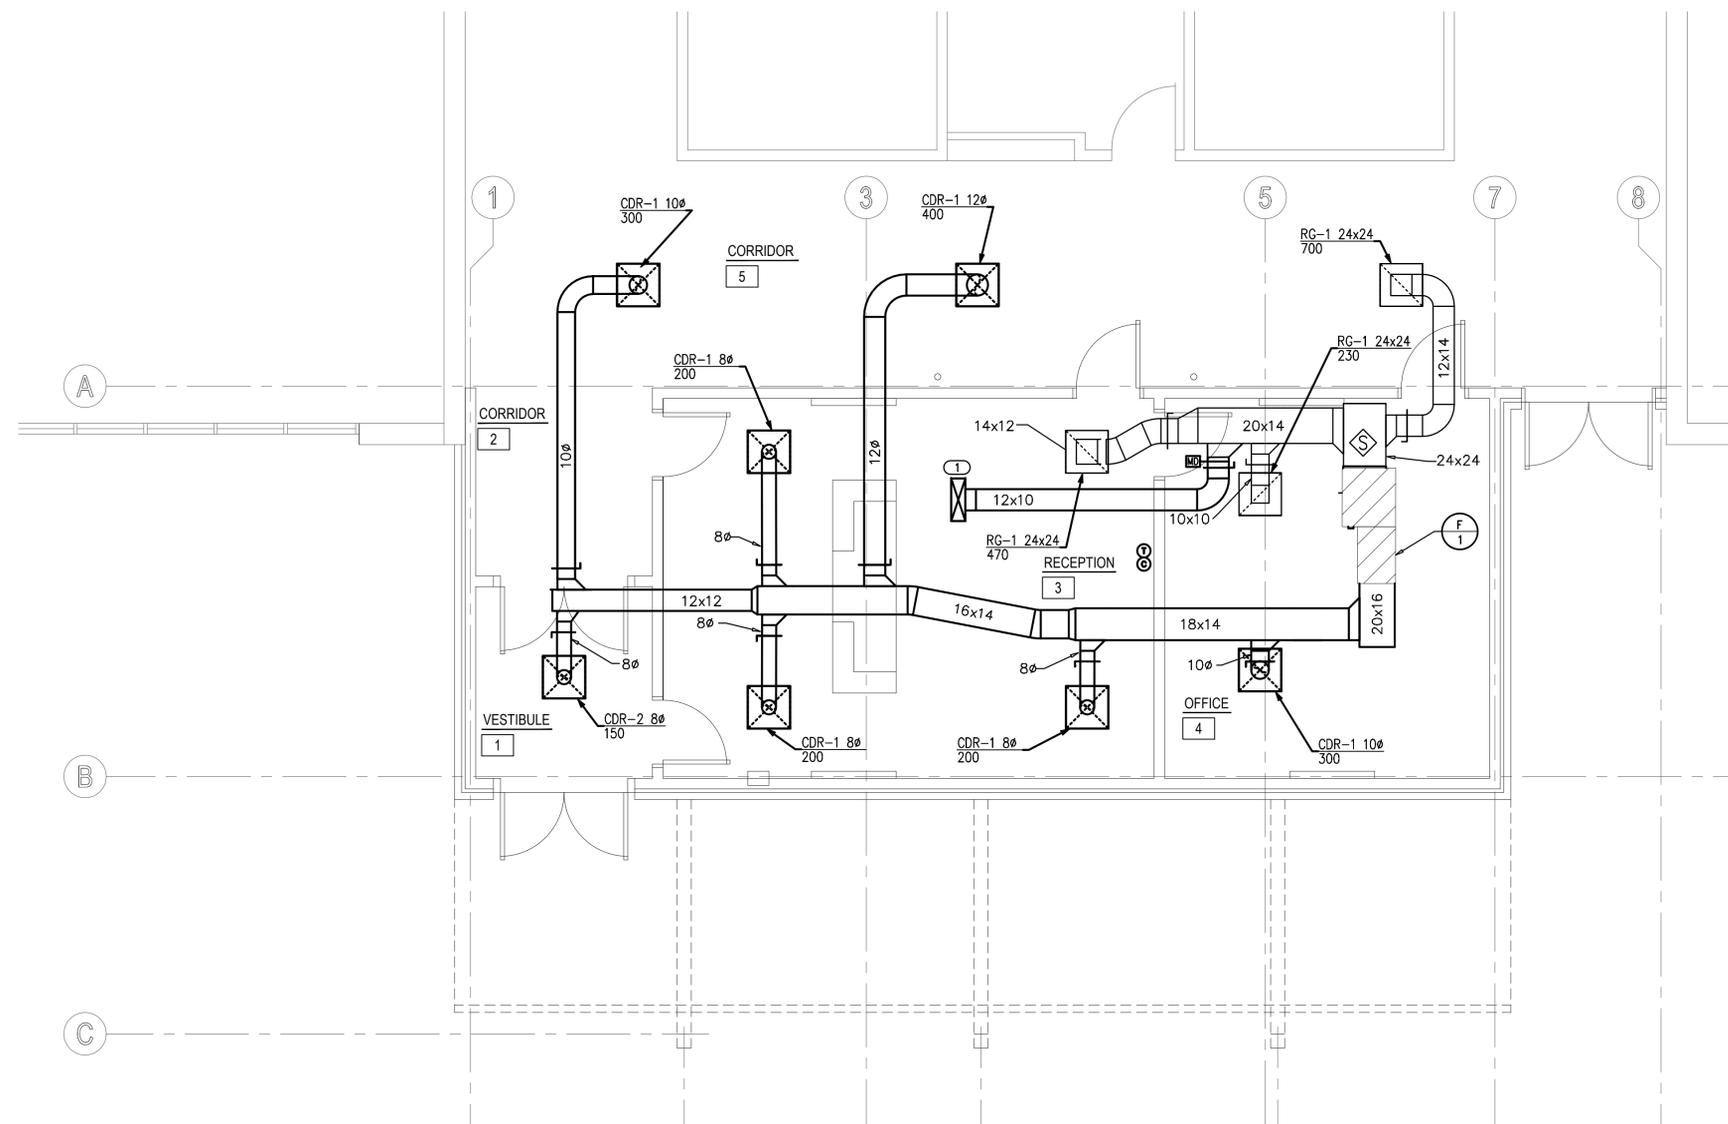 1
3
5
7
8
CDR-1 10ø
300
CDR-1 12ø
400
RG-1 24x24
700
CORRIDOR
5
CDR-1 8ø
200
RG-1 24x24
230
12x14
A
CORRIDOR
2
10ø
12ø
14x12
20x14
S
24x24
MD
1
12x10
10x10
8ø
RG-1 24x24
470
T
C
F
1
RECEPTION
3
12x12
16x14
18x14
20x16
8ø
8ø
8ø
10ø
VESTIBULE
1
CDR-2 8ø
150
CDR-1 8ø
200
CDR-1 8ø
200
OFFICE
4
CDR-1 10ø
300
B
C